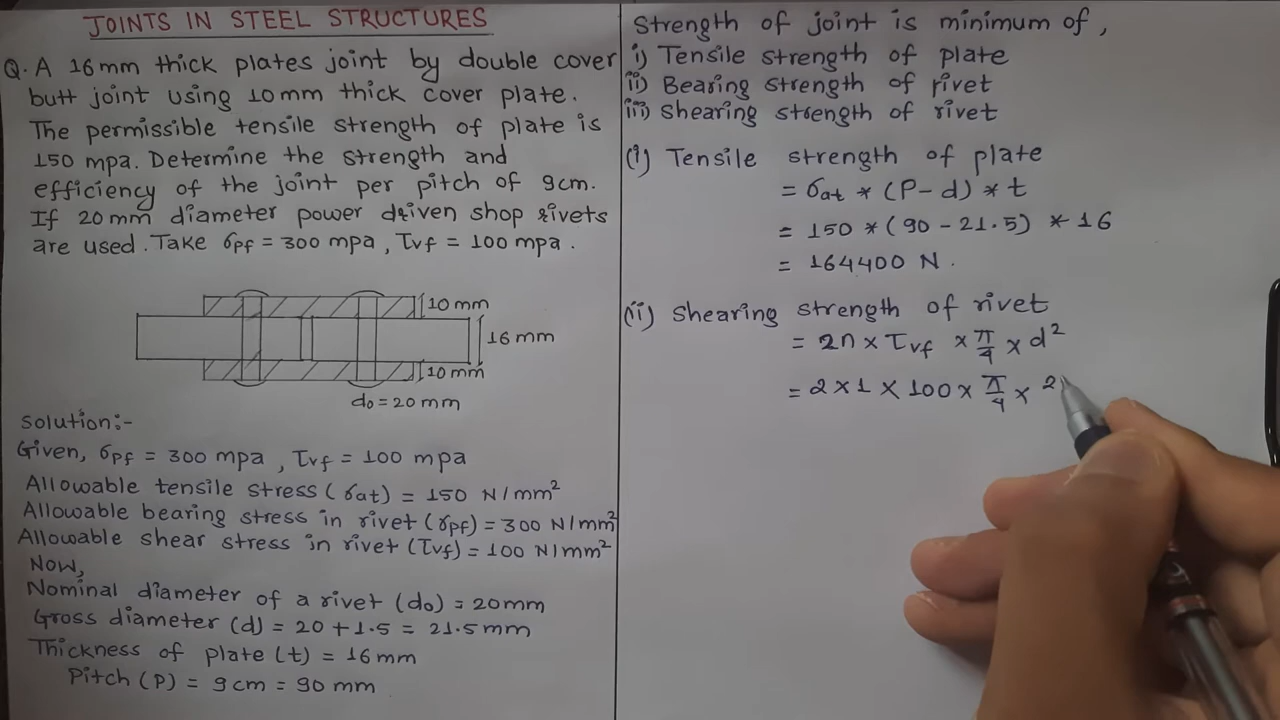 JOINTS IN STEEL STRUCTURES
Q. A 16mm thick plates joint by double cover
butt joint using 10mm thick cover plate.
The permissible tensile strength of plate is
150 mpa. Determine the strength and
efficiency of the joint per pitch of 9cm.
If 20mm diameter power driven shop rivets
are used. Take σpf = 300 mpa, τvf = 100 mpa.
10 mm
16 mm
10 mm
do = 20 mm
Solution:-
Given, σpf = 300 mpa, τvf = 100 mpa
Allowable tensile stress (σat) = 150 N/mm²
Allowable bearing stress in rivet (σpf) = 300 N/mm²
Allowable shear stress in rivet (τvf) = 100 N/mm²
Now,
Nominal diameter of a rivet (do) = 20mm
Gross diameter (d) = 20 + 1.5 = 21.5 mm
Thickness of plate (t) = 16 mm
Pitch (P) = 9 cm = 90 mm
Strength of joint is minimum of,
i) Tensile strength of plate
ii) Bearing strength of rivet
iii) Shearing strength of rivet
(i) Tensile strength of plate
= σat * (P - d) * t
= 150 * (90 - 21.5) * 16
= 164400 N.
(ii) Shearing strength of rivet
= 2n × τvf × π/4 × d²
= 2 × 1 × 100 × π/4 × 2